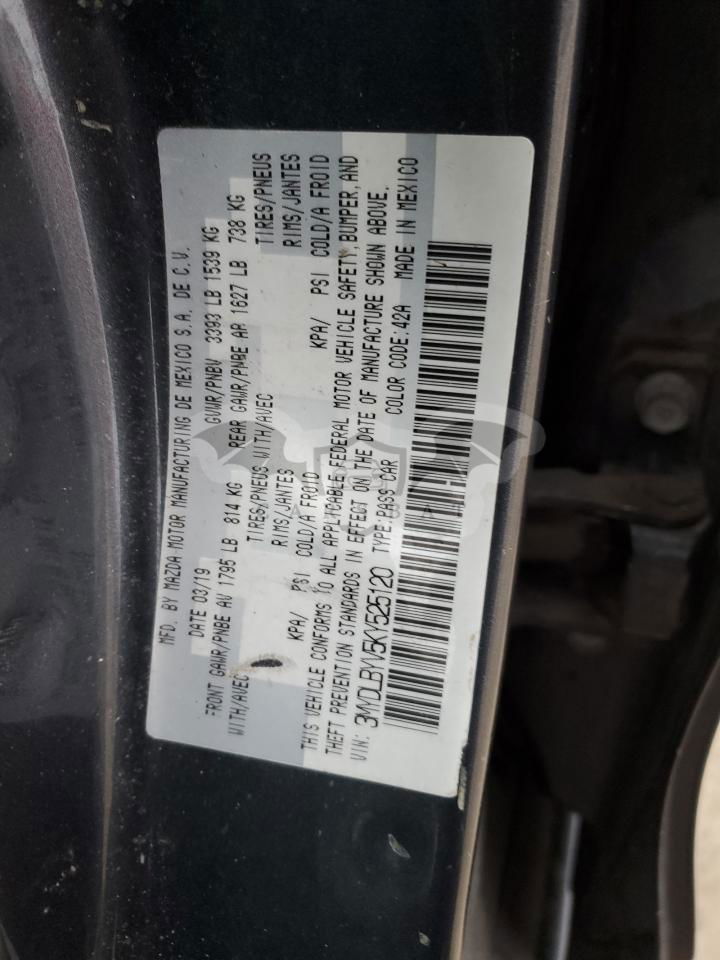 MFD. BY MAZDA MOTOR MANUFACTURING DE MEXICO S.A. DE C.V.
DATE 03/19 GVWR/PNBV 3393 LB 1539 KG
FRONT GAWR/PNBE AV 1795 LB 814 KG REAR GAWR/PNBE AR 1627 LB 738 KG
WITH/AVEC TIRES/PNEUS WITH/AVEC TIRES/PNEUS
RIMS/JANTES RIMS/JANTES
KPA/ PSI COLD/A FROID KPA/ PSI COLD/A FROID
THIS VEHICLE CONFORMS TO ALL APPLICABLE FEDERAL MOTOR VEHICLE SAFETY, BUMPER, AND
THEFT PREVENTION STANDARDS IN EFFECT ON THE DATE OF MANUFACTURE SHOWN ABOVE.
VIN: 3MYDLBYV5KY525120 TYPE:PASS CAR COLOR CODE:42A MADE IN MEXICO